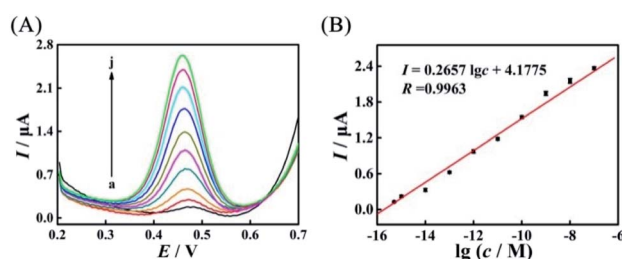 (A)
I / μA
2.8
2.1
1.4
0.7
0.0
j
a
0.2 0.3 0.4 0.5 0.6 0.7
E / V
(B)
I / μA
2.4
1.8
1.2
0.6
0.0
I = 0.2657 lgc + 4.1775
R =0.9963
-16 -14 -12 -10 -8 -6
lg (c / M)